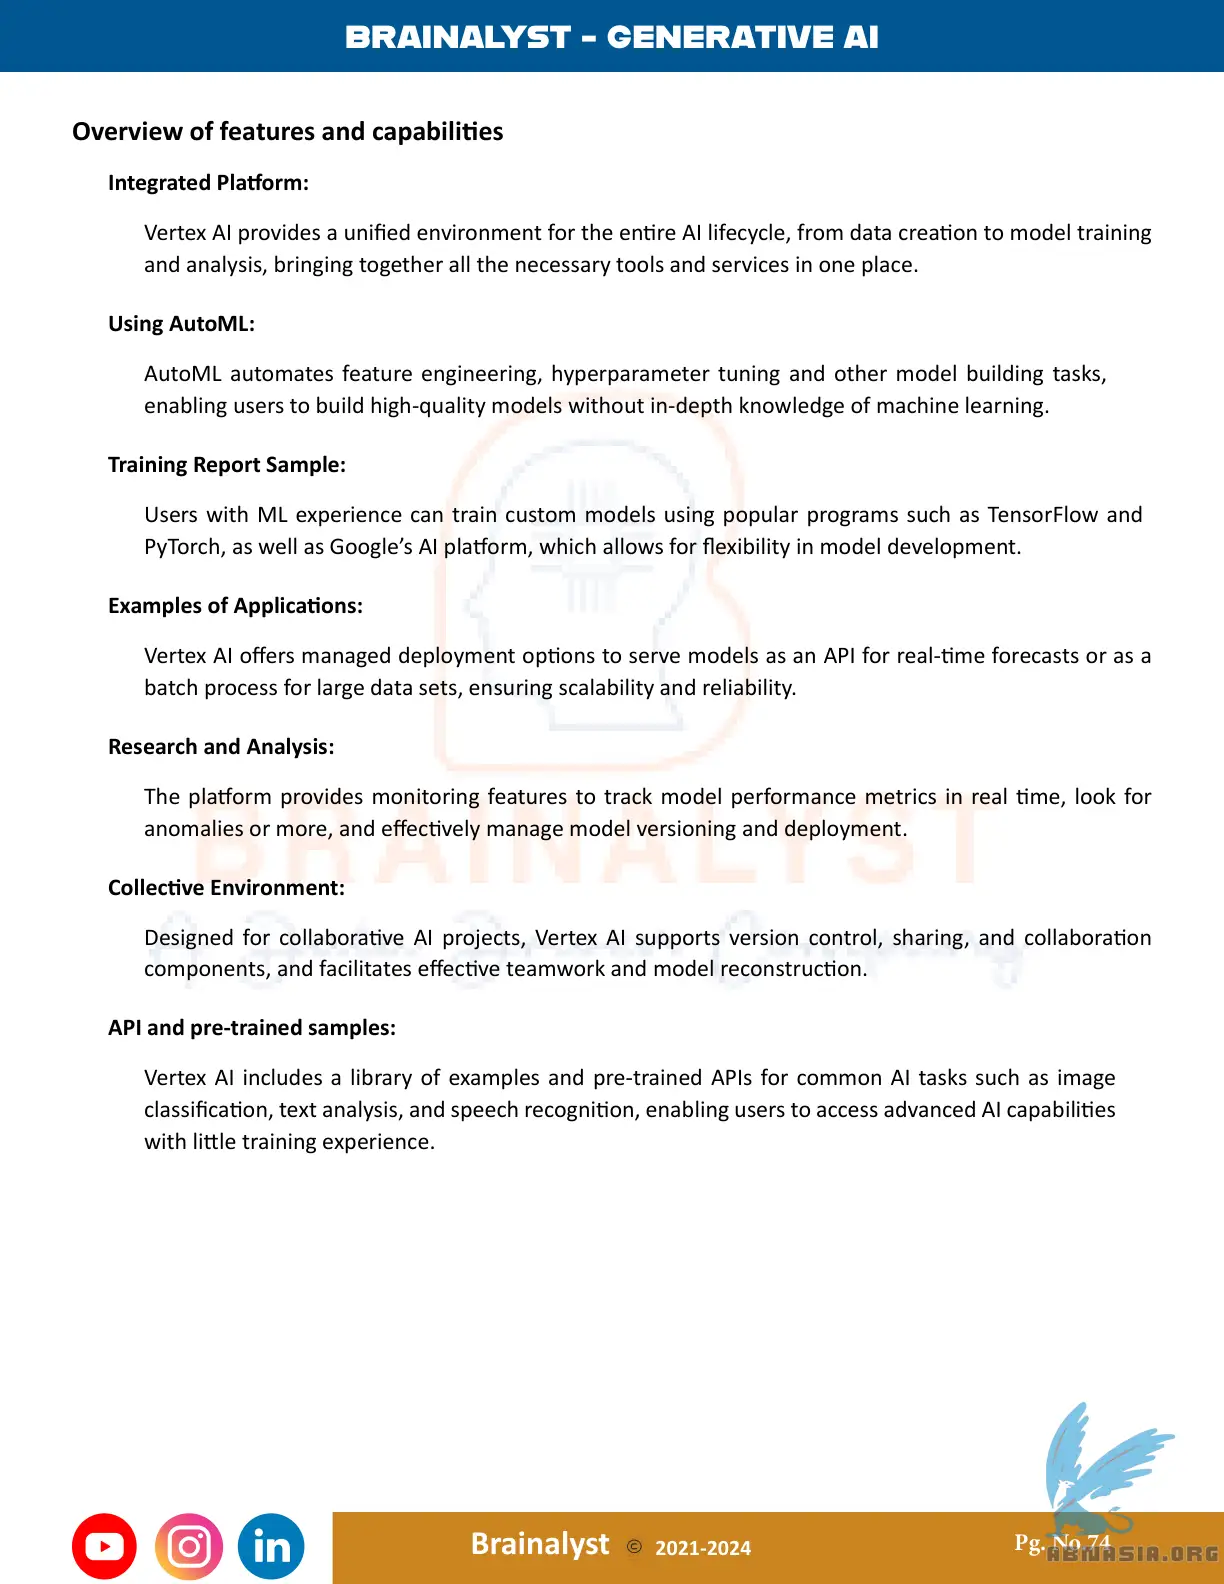 BRAINALYST - GENERATIVE AI
Overview of features and capabilities
Integrated Platform:
Vertex AI provides a unified environment for the entire AI lifecycle, from data creation to model training
and analysis, bringing together all the necessary tools and services in one place.
Using AutoML:
AutoML automates feature engineering, hyperparameter tuning and other model building tasks,
enabling users to build high-quality models without in-depth knowledge of machine learning.
Training Report Sample:
Users with ML experience can train custom models using popular programs such as TensorFlow and
PyTorch, as well as Google’s AI platform, which allows for flexibility in model development.
Examples of Applications:
Vertex AI offers managed deployment options to serve models as an API for real-time forecasts or as a
batch process for large data sets, ensuring scalability and reliability.
Research and Analysis:
The platform provides monitoring features to track model performance metrics in real time, look for
anomalies or more, and effectively manage model versioning and deployment.
BRAINALYST
Collective Environment:
A Data Driven Company
Designed for collaborative AI projects, Vertex AI supports version control, sharing, and collaboration
components, and facilitates effective teamwork and model reconstruction.
API and pre-trained samples:
Vertex AI includes a library of examples and pre-trained APIs for common AI tasks such as image
classification, text analysis, and speech recognition, enabling users to access advanced AI capabilities
with little training experience.
in
Brainalyst © 2021-2024
Pg. No 74
ABNASIA.ORG